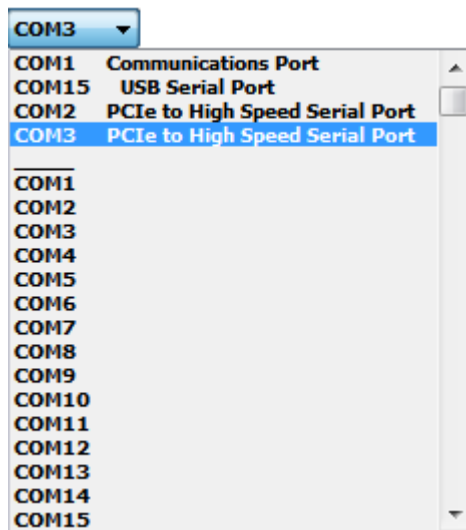 COM3
COM1 Communications Port
COM15 USB Serial Port
COM2 PCIe to High Speed Serial Port
COM3 PCIe to High Speed Serial Port
_____
COM1
COM2
COM3
COM4
COM5
COM6
COM7
COM8
COM9
COM10
COM11
COM12
COM13
COM14
COM15